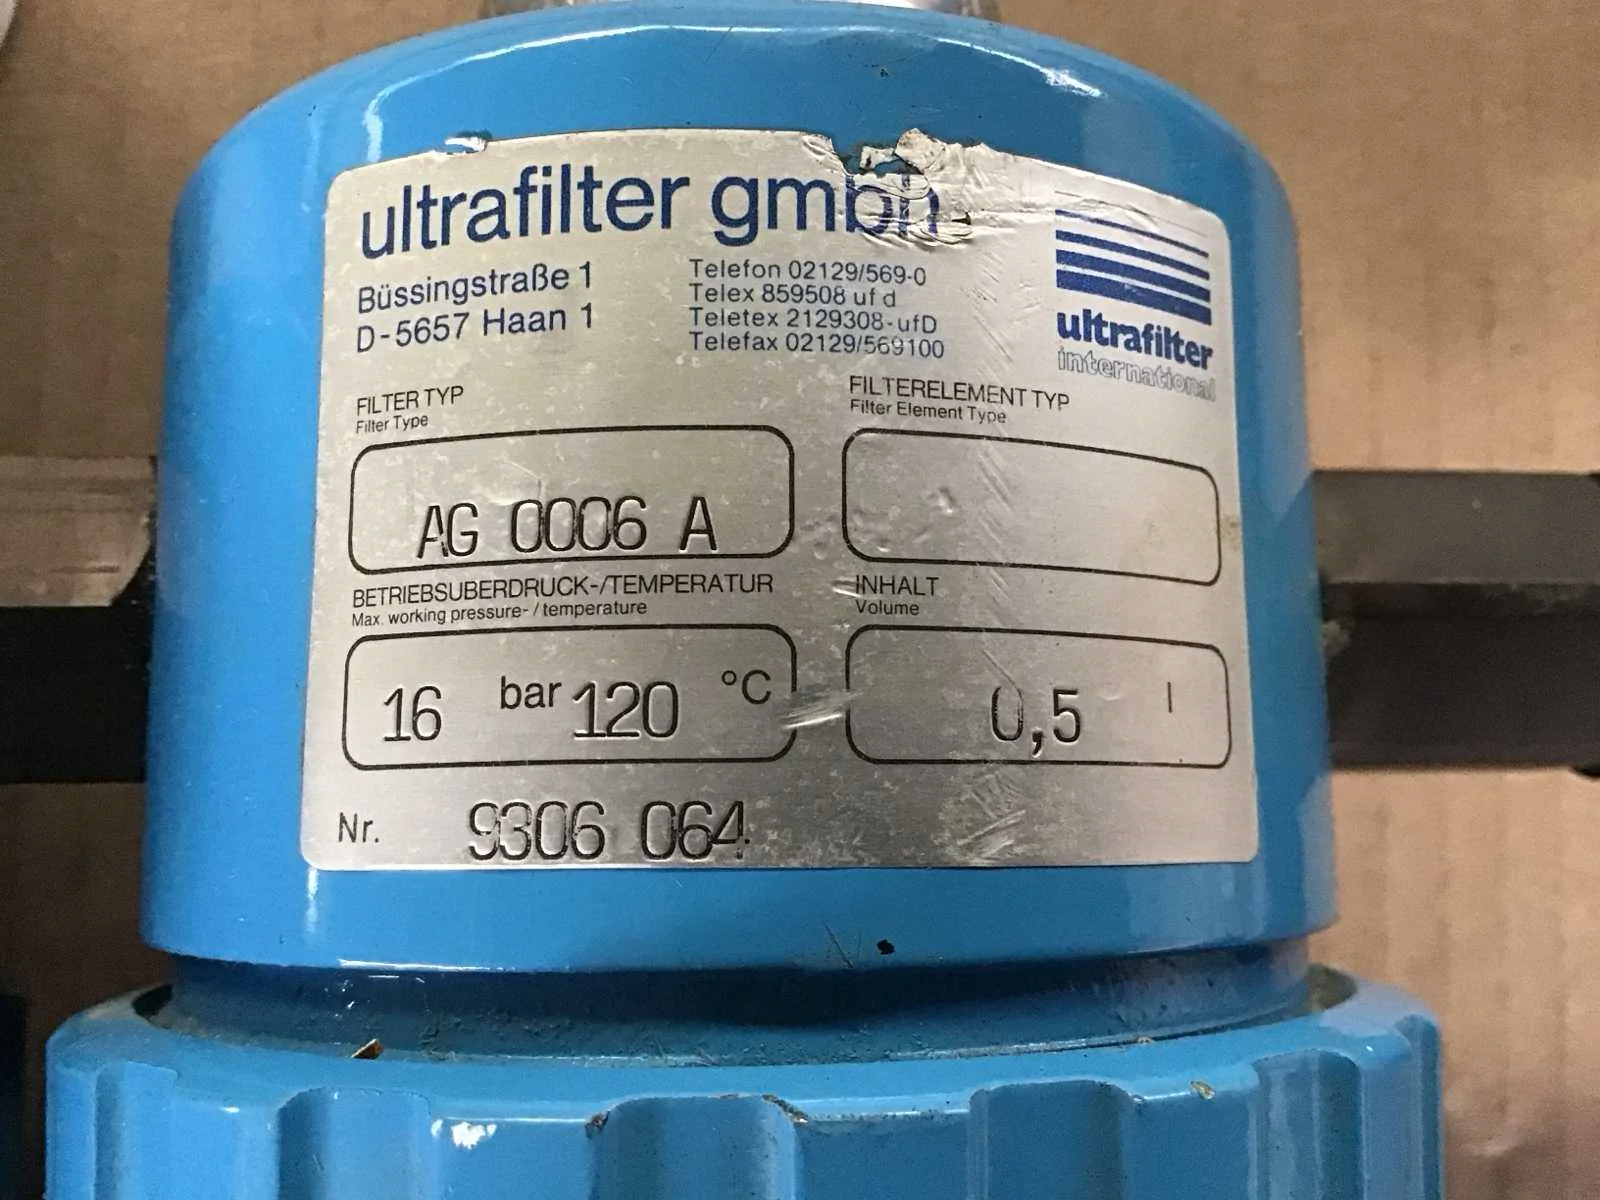 ultrafilter gmbh
Büssingstraße 1
D-5657 Haan 1
Telefon 02129/569-0
Telex 859508 uf d
Teletex 2129308-ufD
Telefax 02129/569100
ultrafilter
international
FILTER TYP
Filter Type
AG 0006 A
FILTERELEMENT TYP
Filter Element Type
BETRIEBSÜBERDRUCK-/TEMPERATUR
Max. working pressure- / temperature
16 bar 120 °C
INHALT
Volume
0,5 l
Nr. 9306 064